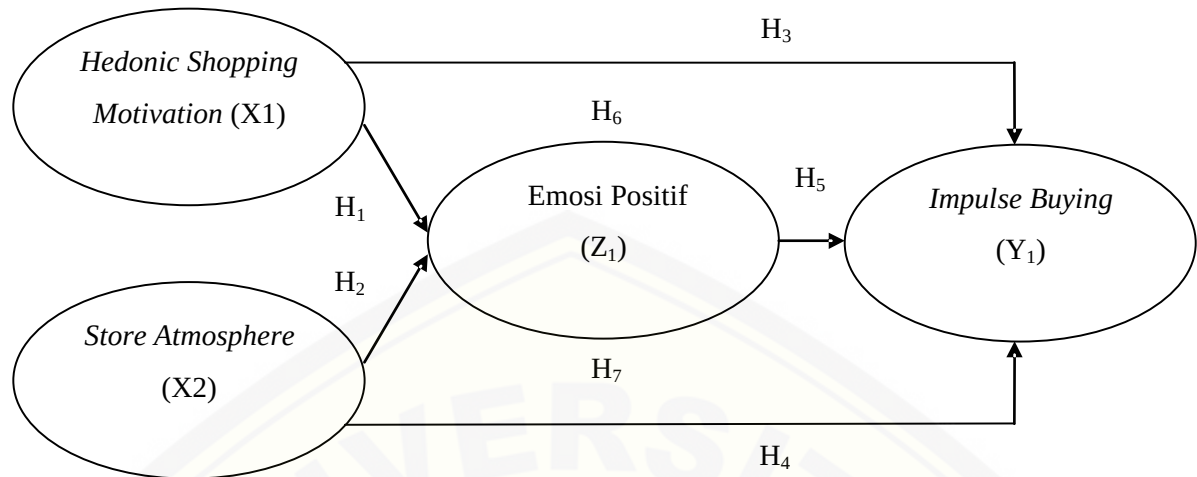 Hedonic Shopping
Motivation (X1)
H₃
H₆
H₁
Emosi Positif
(Z₁)
H₅
Impulse Buying
(Y₁)
H₂
Store Atmosphere
(X2)
H₇
H₄